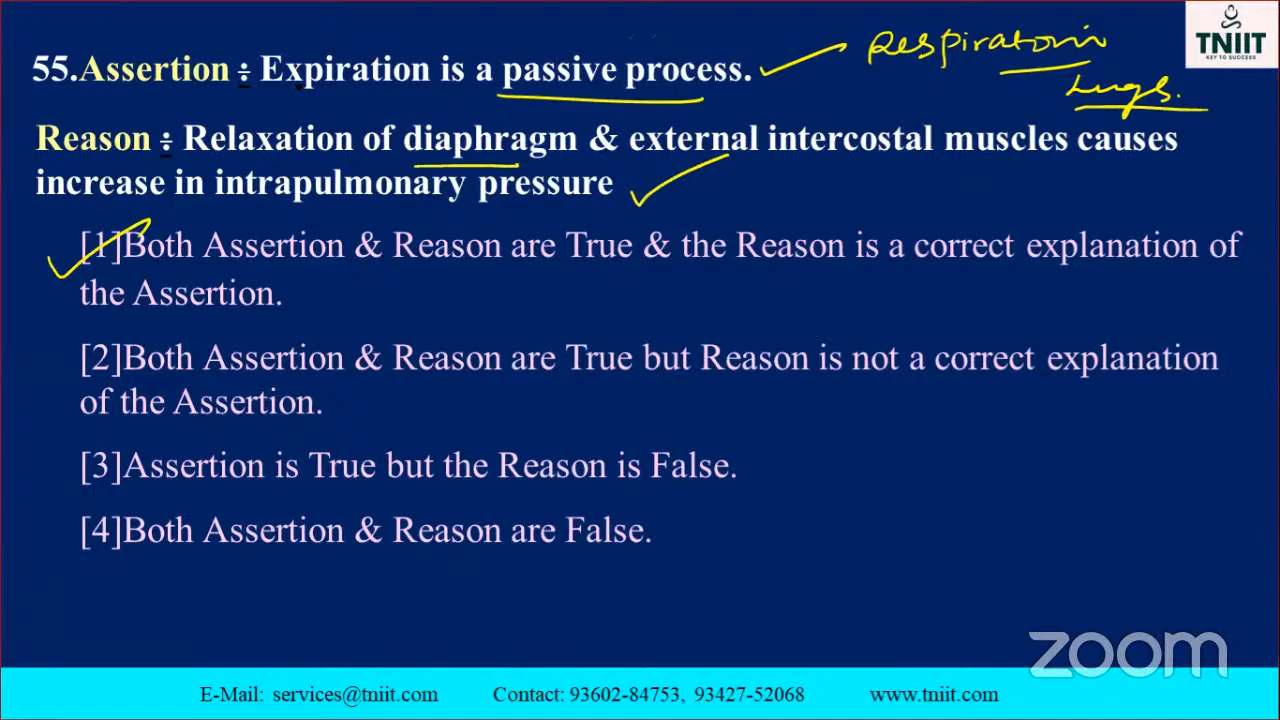 TNIIT
KEY TO SUCCESS
Respiratory
Lungs.
55.Assertion ÷ Expiration is a passive process.
Reason ÷ Relaxation of diaphragm & external intercostal muscles causes
increase in intrapulmonary pressure
[1]Both Assertion & Reason are True & the Reason is a correct explanation of
the Assertion.
[2]Both Assertion & Reason are True but Reason is not a correct explanation
of the Assertion.
[3]Assertion is True but the Reason is False.
[4]Both Assertion & Reason are False.
zoom
E-Mail: services@tniit.com Contact: 93602-84753, 93427-52068 www.tniit.com